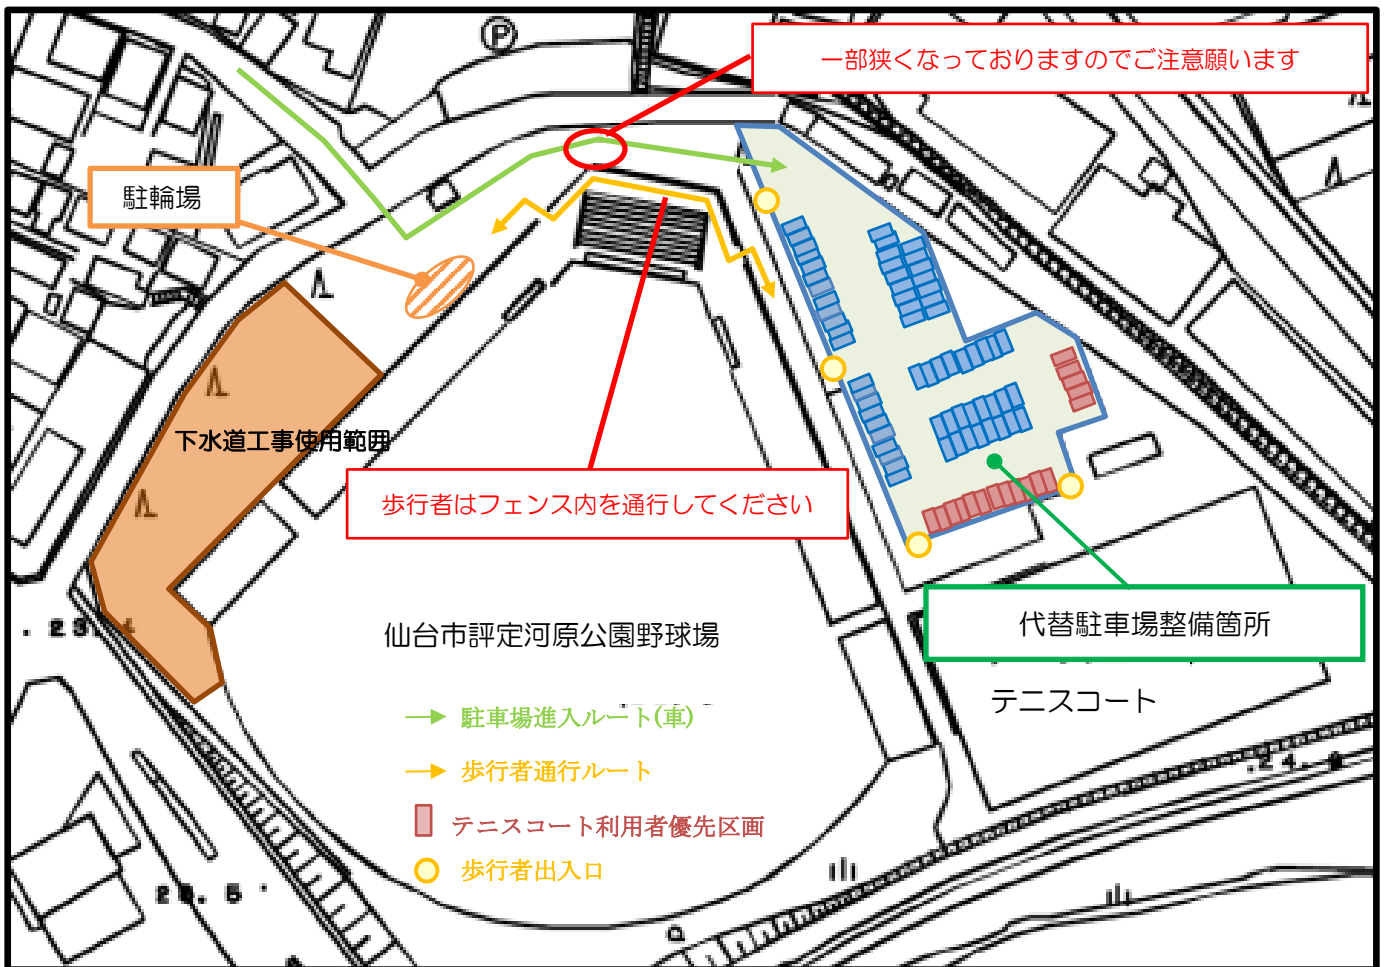 P
一部狭くなっておりますのでご注意願います
駐輪場
下水道工事使用範囲
歩行者はフェンス内を通行してください
代替駐車場整備箇所
仙台市評定河原公園野球場
テニスコート
駐車場進入ルート(車)
歩行者通行ルート
テニスコート利用者優先区画
歩行者出入口